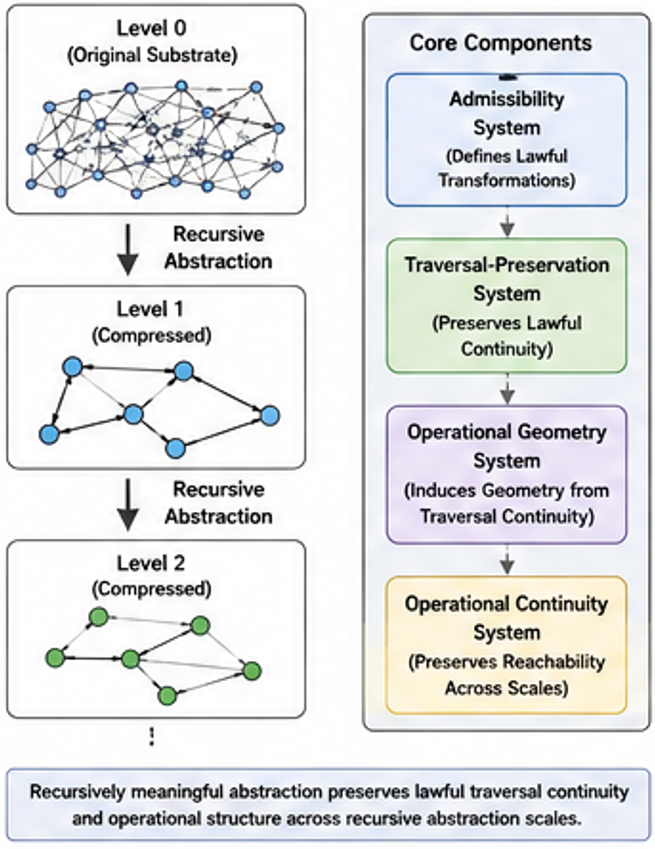 Level 0
(Original Substrate)
Recursive
Abstraction
Level 1
(Compressed)
Recursive
Abstraction
Level 2
(Compressed)
⋮
Core Components
Admissibility
System
(Defines Lawful
Transformations)
Traversal-Preservation
System
(Preserves Lawful
Continuity)
Operational Geometry
System
(Induces Geometry from
Traversal Continuity)
Operational Continuity
System
(Preserves Reachability
Across Scales)
Recursively meaningful abstraction preserves lawful traversal continuity
and operational structure across recursive abstraction scales.